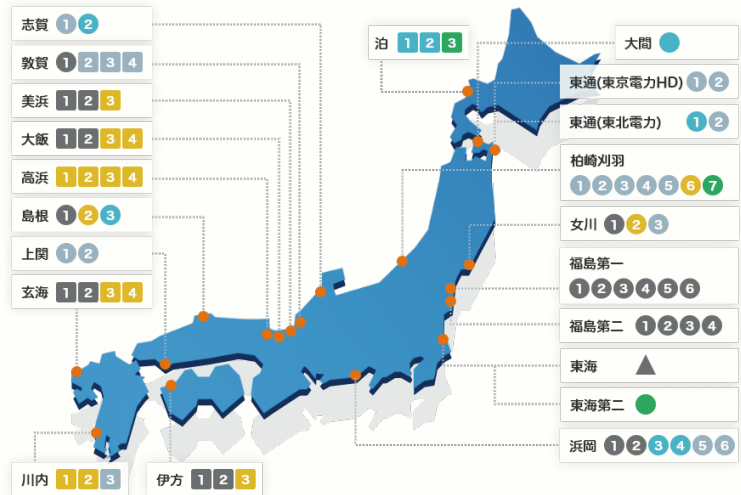 志賀 1 2
敦賀 1 2 3 4
美浜 1 2 3
大飯 1 2 3 4
高浜 1 2 3 4
島根 1 2 3
上関 1 2
玄海 1 2 3 4
川内 1 2 3
伊方 1 2 3
泊 1 2 3
大間
東通(東京電力HD) 1 2
東通(東北電力) 1 2
柏崎刈羽
1 2 3 4 5 6 7
女川 1 2 3
福島第一
1 2 3 4 5 6
福島第二 1 2 3 4
東海
東海第二
浜岡 1 2 3 4 5 6